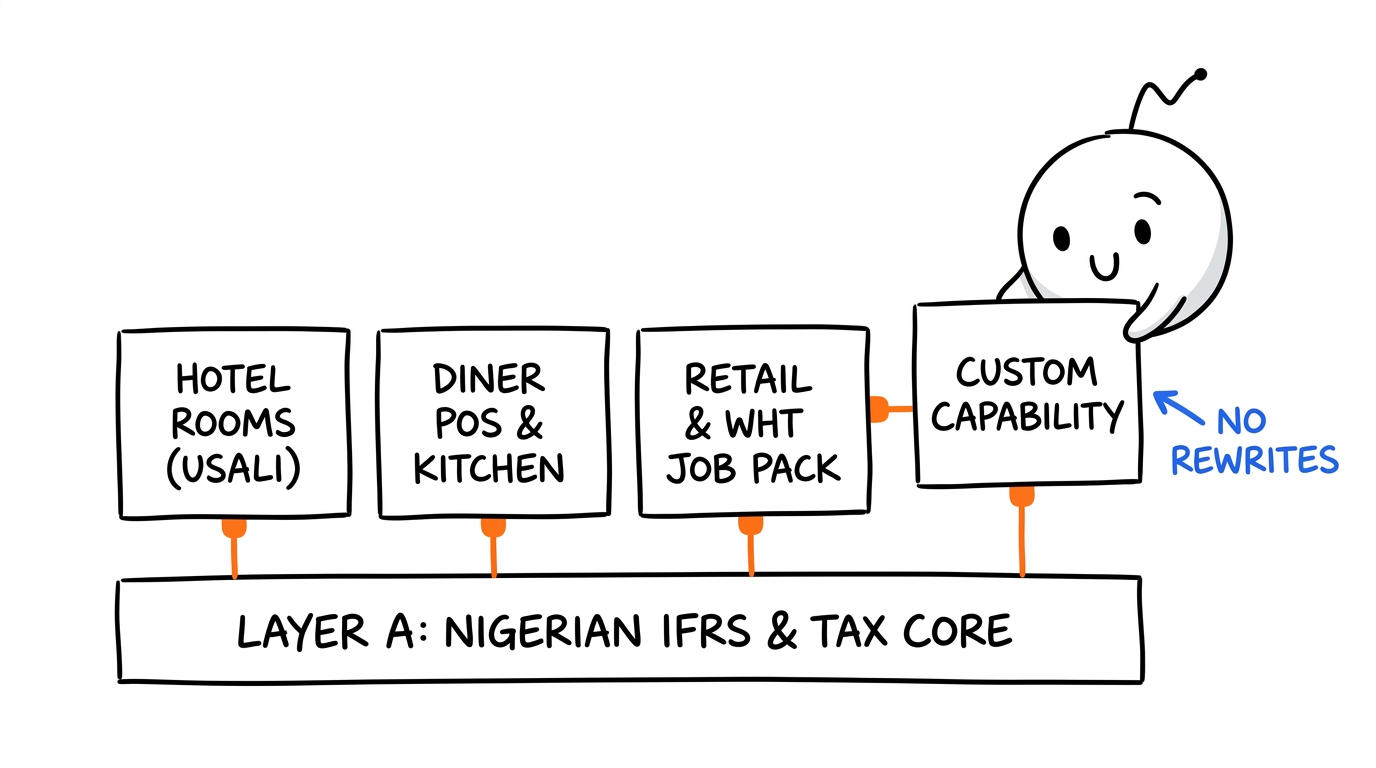 HOTEL
ROOMS
(USALI)
DINER
POS &
KITCHEN
RETAIL
& WHT
JOB PACK
CUSTOM
CAPABILITY
NO
REWRITES
LAYER A: NIGERIAN IFRS & TAX CORE